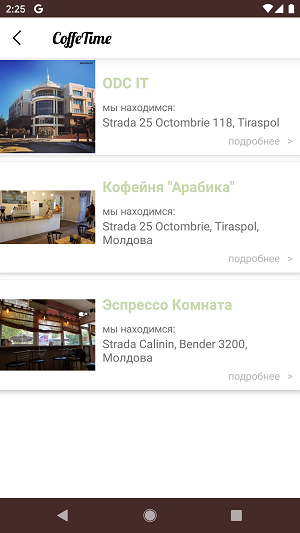 2:25 G
CoffeTime
ODC IT
мы находимся:
Strada 25 Octombrie 118, Tiraspol
подробнее >
Кофейня "Арабика"
мы находимся:
Strada 25 Octombrie, Tiraspol,
Молдова
подробнее >
Эспрессо Комната
мы находимся:
Strada Calinin, Bender 3200,
Молдова
подробнее >